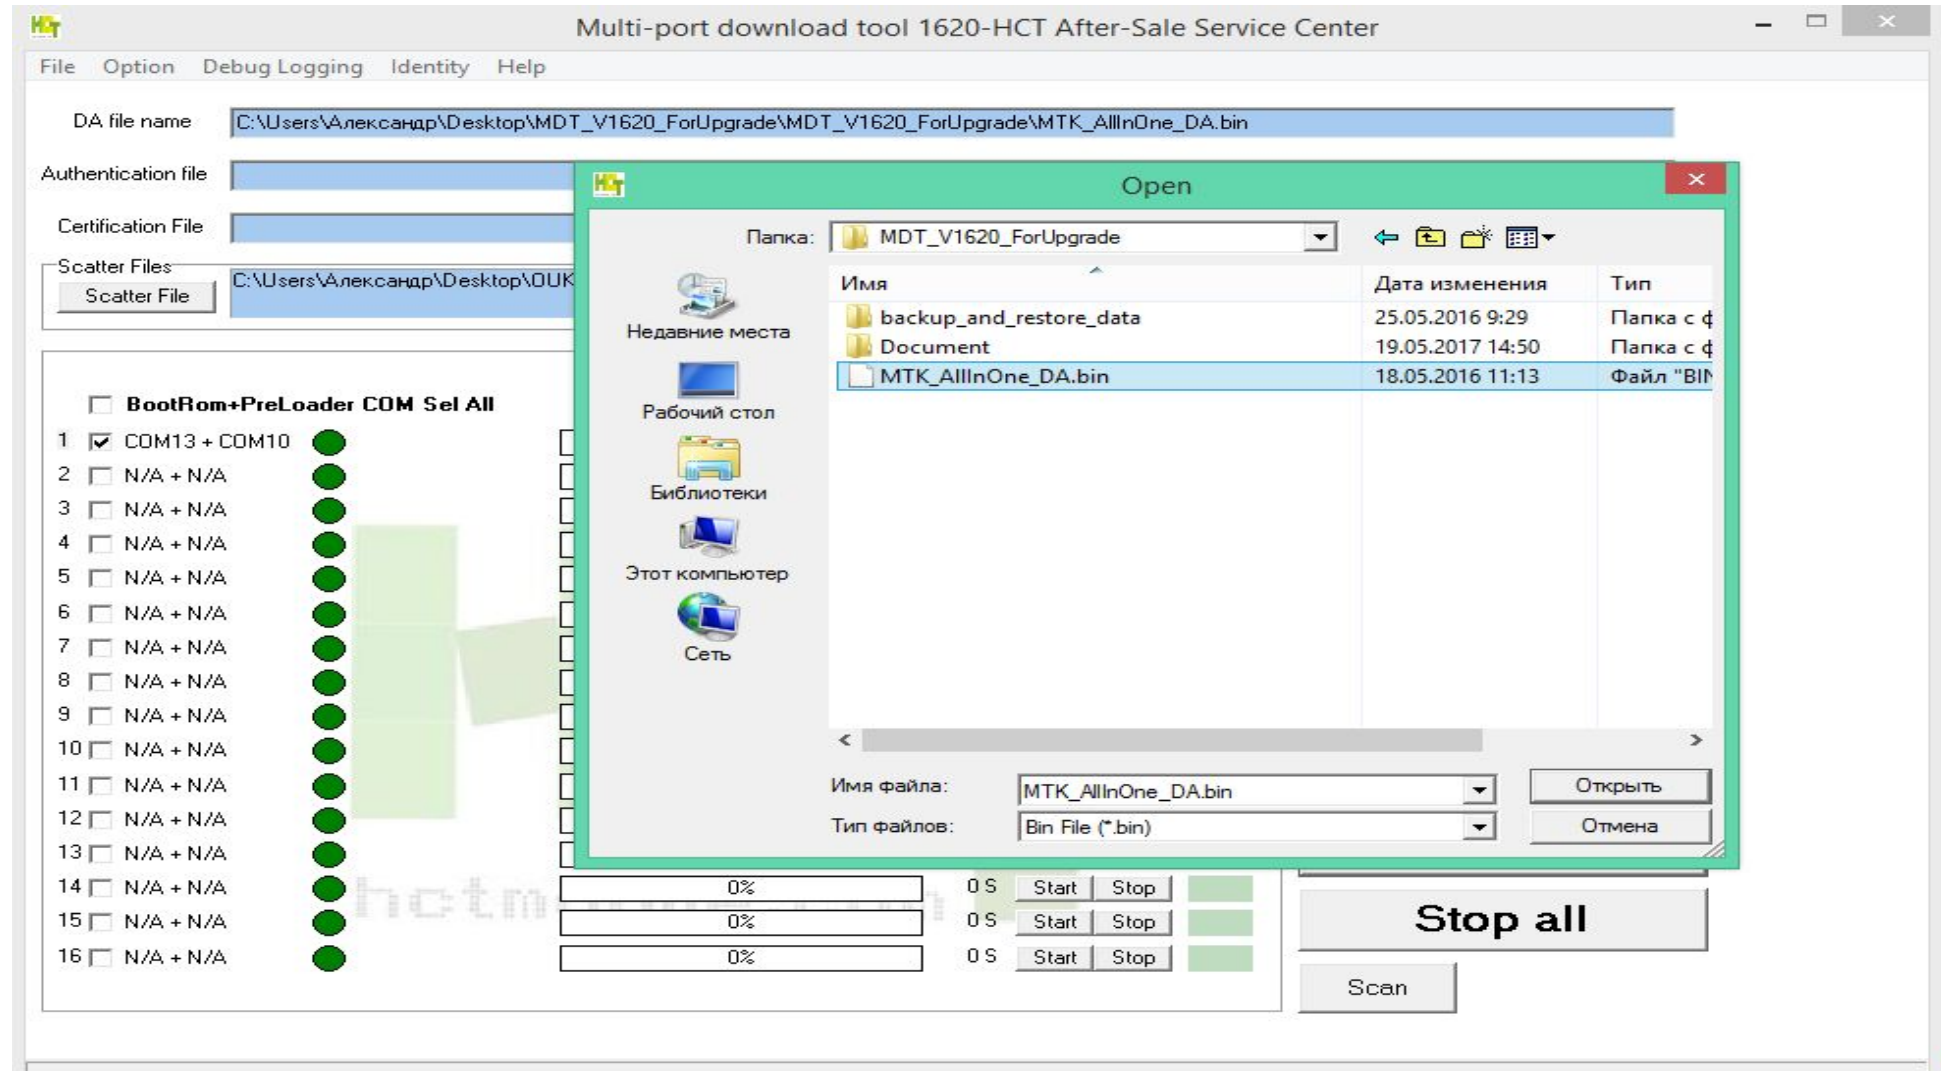 HCT Multi-port download tool 1620-HCT After-Sale Service Center
File Option Debug Logging Identity Help
DA file name C:\Users\Александр\Desktop\MDT_V1620_ForUpgrade\MDT_V1620_ForUpgrade\MTK_AllInOne_DA.bin
Authentication file
Certification File
Scatter Files
Scatter File C:\Users\Александр\Desktop\OUK
BootRom+PreLoader COM Sel All
1 COM13 + COM10
2 N/A + N/A
3 N/A + N/A
4 N/A + N/A
5 N/A + N/A
6 N/A + N/A
7 N/A + N/A
8 N/A + N/A
9 N/A + N/A
10 N/A + N/A
11 N/A + N/A
12 N/A + N/A
13 N/A + N/A
14 N/A + N/A 0% 0 S Start Stop
15 N/A + N/A 0% 0 S Start Stop
16 N/A + N/A 0% 0 S Start Stop
Stop all
Scan
HCT Open
Папка: MDT_V1620_ForUpgrade
Недавние места
Рабочий стол
Библиотеки
Этот компьютер
Сеть
Имя Дата изменения Тип
backup_and_restore_data 25.05.2016 9:29 Папка с ф
Document 19.05.2017 14:50 Папка с ф
MTK_AllInOne_DA.bin 18.05.2016 11:13 Файл "BIN
Имя файла: MTK_AllInOne_DA.bin Открыть
Тип файлов: Bin File (*.bin) Отмена